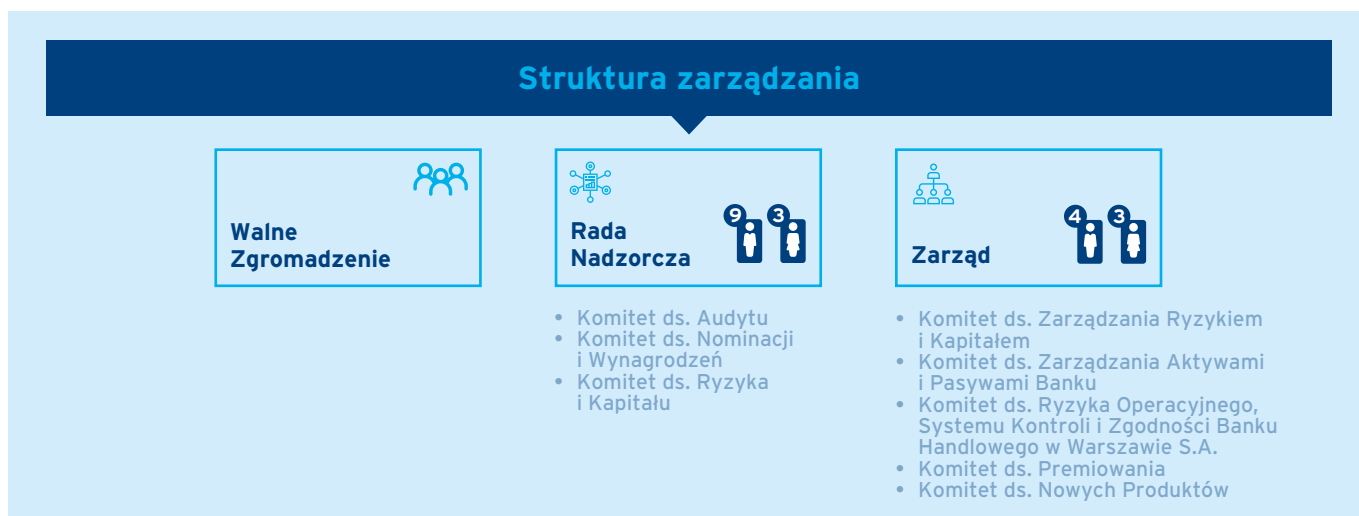 Struktura zarządzania
Walne
Zgromadzenie
Rada
Nadzorcza
9 3
• Komitet ds. Audytu
• Komitet ds. Nominacji
i Wynagrodzeń
• Komitet ds. Ryzyka
i Kapitału
Zarząd
4 3
• Komitet ds. Zarządzania Ryzykiem
i Kapitałem
• Komitet ds. Zarządzania Aktywami
i Pasywami Banku
• Komitet ds. Ryzyka Operacyjnego,
Systemu Kontroli i Zgodności Banku
Handlowego w Warszawie S.A.
• Komitet ds. Premiowania
• Komitet ds. Nowych Produktów